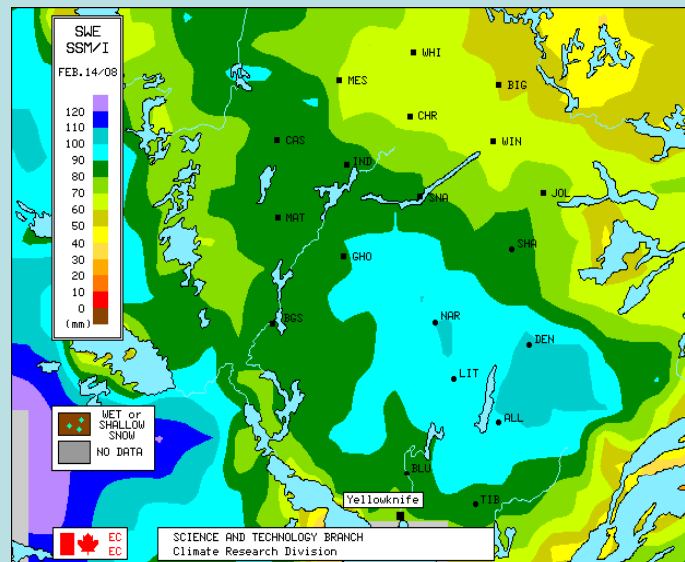 SWE
SSM/I
FEB.14/08
120
110
100
90
80
70
60
50
40
30
20
10
0
(mm)
WHI
MES
BIG
CHR
CAS
WIN
IND
SNA
JOL
MAT
SHA
GHO
BGS
NAR
DEN
LIT
ALL
BLU
TIB
Yellowknife
WET or
SHALLOW
SNOW
NO DATA
EC
EC
SCIENCE AND TECHNOLOGY BRANCH
Climate Research Division